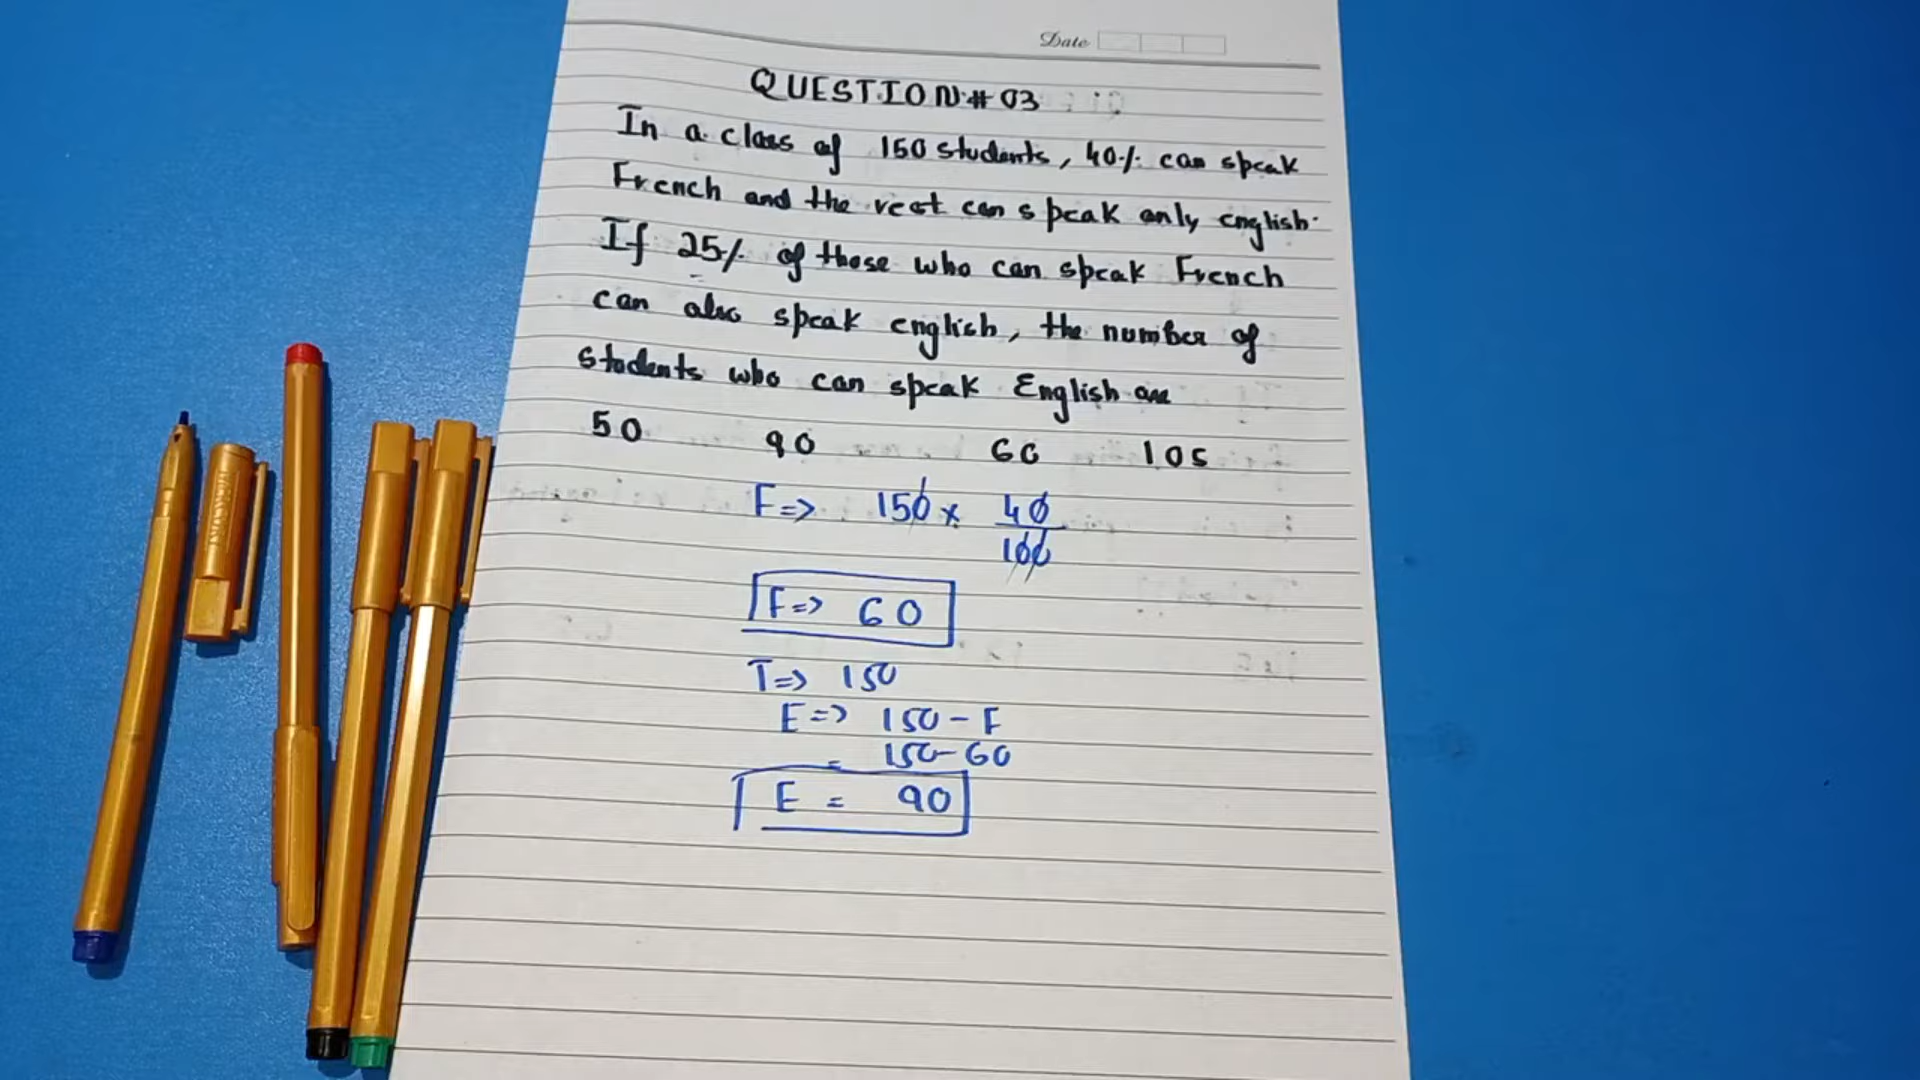 Date
QUESTION # 03
In a class of 150 students, 40% can speak
French and the rest can speak only english.
If 25% of those who can speak French
can also speak english, the number of
students who can speak English are
50 90 60 105
F=> 150 x 40
100
F=> 60
T=> 150
E=> 150 - F
= 150-60
E = 90